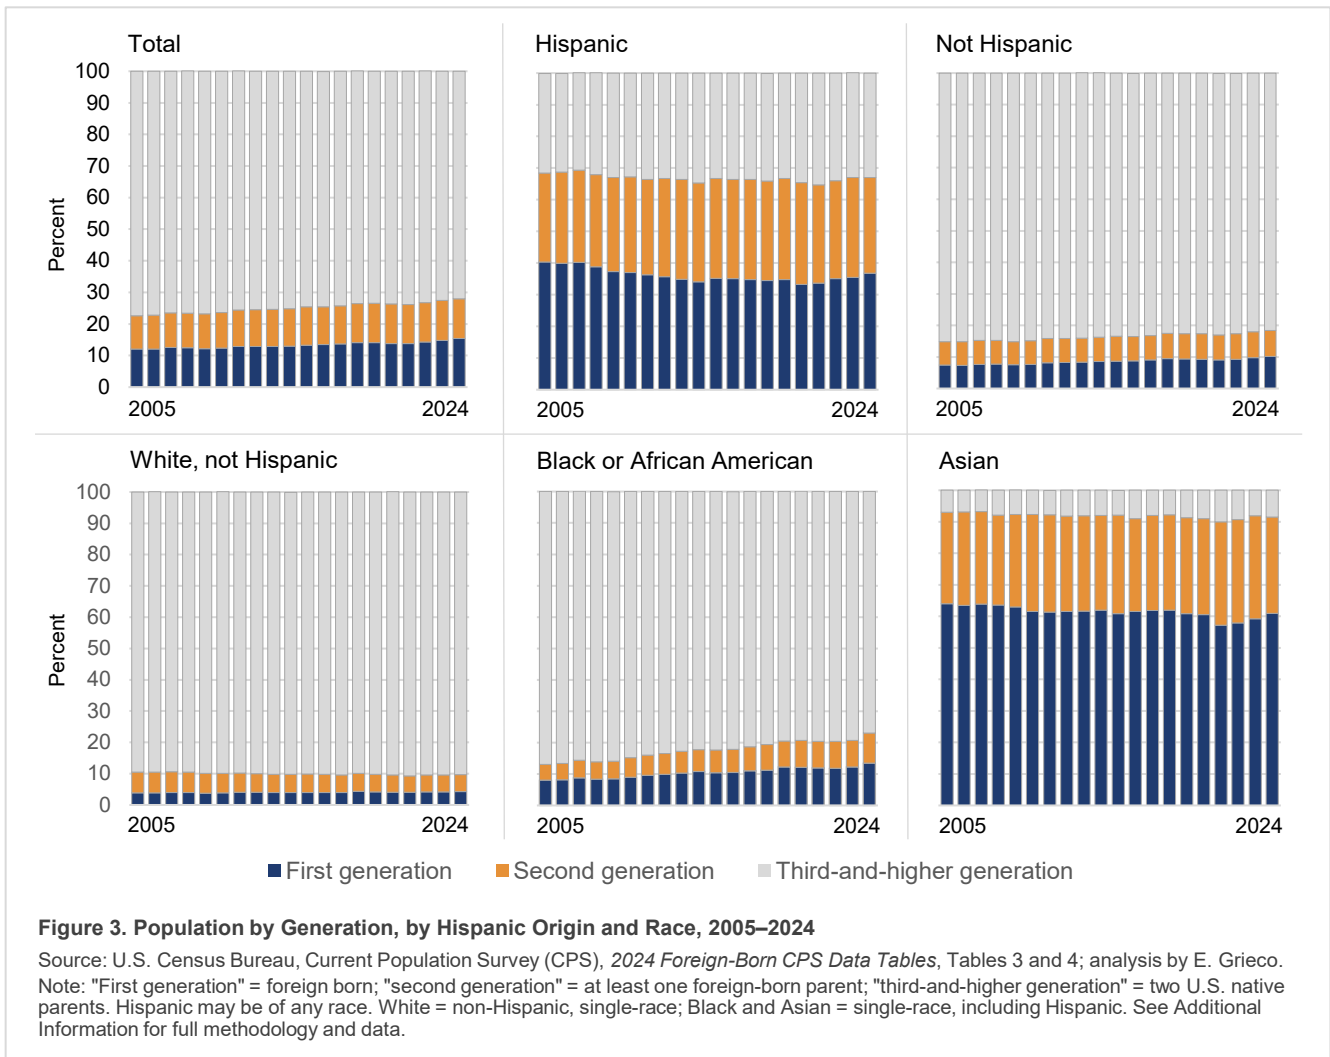 Total
Hispanic
Not Hispanic
100
90
80
70
60
50
40
30
20
10
0
Percent
2005
2024
2005
2024
2005
2024
White, not Hispanic
Black or African American
Asian
100
90
80
70
60
50
40
30
20
10
0
Percent
2005
2024
2005
2024
2005
2024
First generation
Second generation
Third-and-higher generation
Figure 3. Population by Generation, by Hispanic Origin and Race, 2005–2024
Source: U.S. Census Bureau, Current Population Survey (CPS), 2024 Foreign-Born CPS Data Tables, Tables 3 and 4; analysis by E. Grieco.
Note: "First generation" = foreign born; "second generation" = at least one foreign-born parent; "third-and-higher generation" = two U.S. native
parents. Hispanic may be of any race. White = non-Hispanic, single-race; Black and Asian = single-race, including Hispanic. See Additional
Information for full methodology and data.